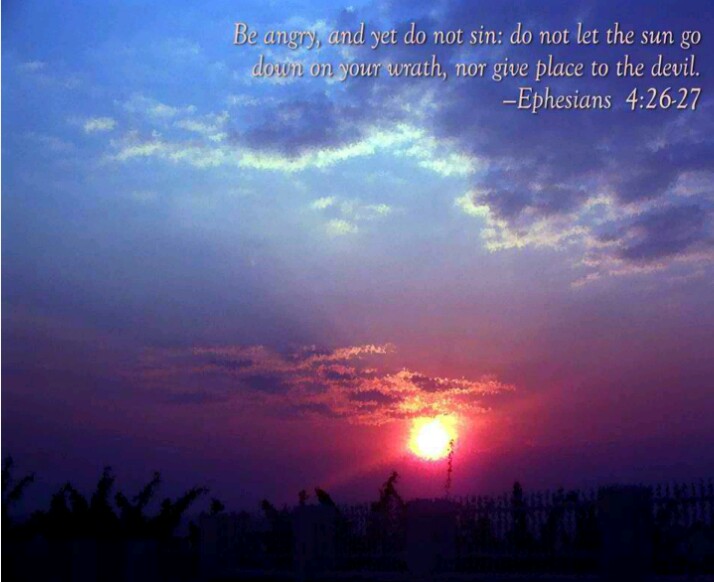 Be angry, and yet do not sin: do not let the sun go
down on your wrath, nor give place to the devil.
–Ephesians 4:26-27